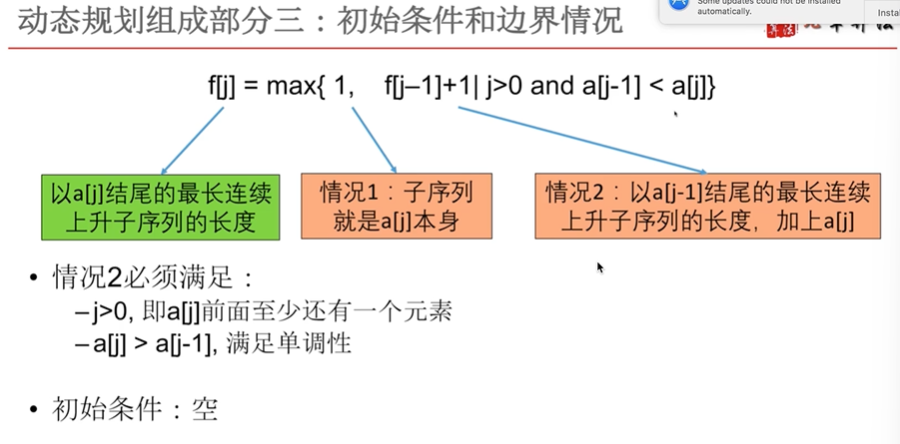 动态规划组成部分三：初始条件和边界情况
Some updates could not be installed
automatically.
f[j] = max{ 1, f[j–1]+1| j>0 and a[j-1] < a[j]}
以a[j]结尾的最长连续
上升子序列的长度
情况1：子序列
就是a[j]本身
情况2：以a[j-1]结尾的最长连续
上升子序列的长度，加上a[j]
• 情况2必须满足：
–j>0, 即a[j]前面至少还有一个元素
–a[j] > a[j-1], 满足单调性
• 初始条件：空